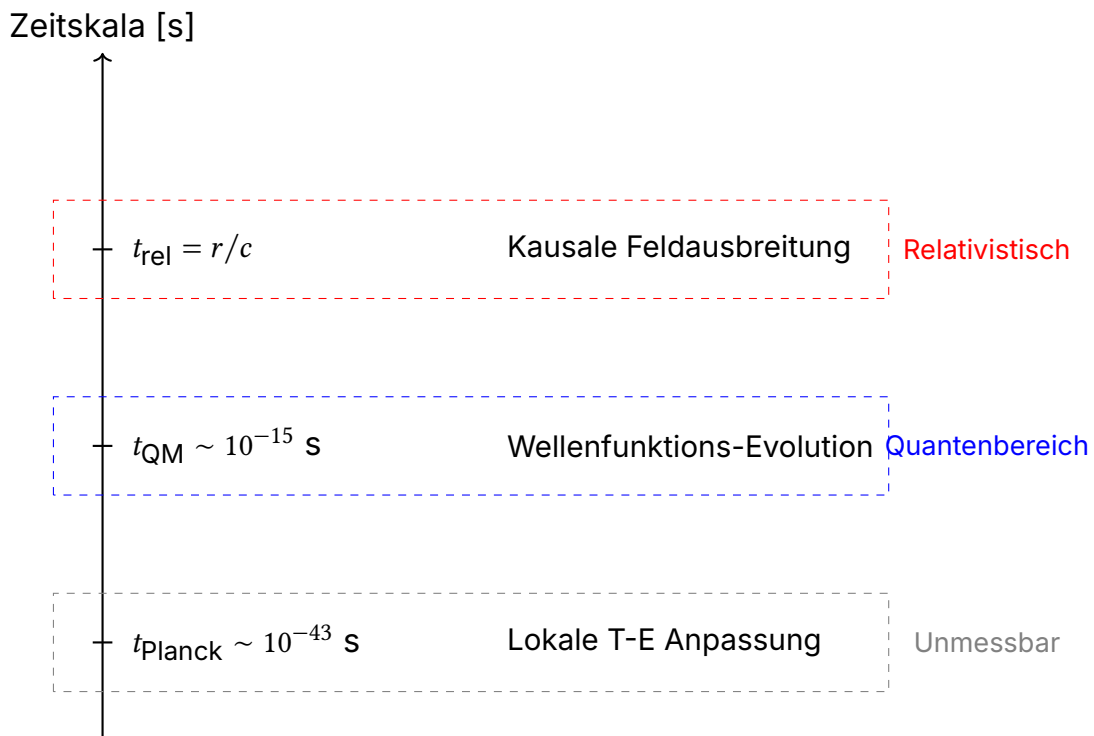 Zeitskala [s]
t_rel = r/c Kausale Feldausbreitung Relativistisch
t_QM ∼ 10⁻¹⁵ s Wellenfunktions-Evolution Quantenbereich
t_Planck ∼ 10⁻⁴³ s Lokale T-E Anpassung Unmessbar